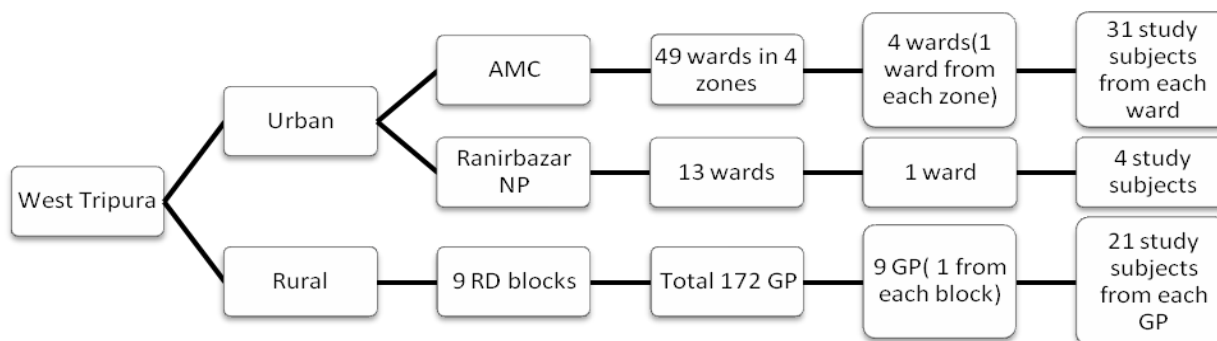 West Tripura
Urban
Rural
AMC
Ranirbazar
NP
9 RD blocks
49 wards in 4
zones
13 wards
Total 172 GP
4 wards(1
ward from
each zone)
1 ward
9 GP( 1 from
each block)
31 study
subjects
from each
ward
4 study
subjects
21 study
subjects
from each
GP